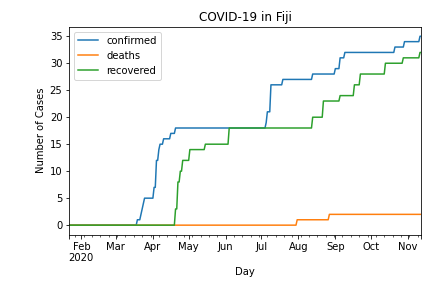 COVID-19 in Fiji
confirmed
deaths
recovered
Number of Cases
35
30
25
20
15
10
5
0
Feb Mar Apr May Jun Jul Aug Sep Oct Nov
2020
Day